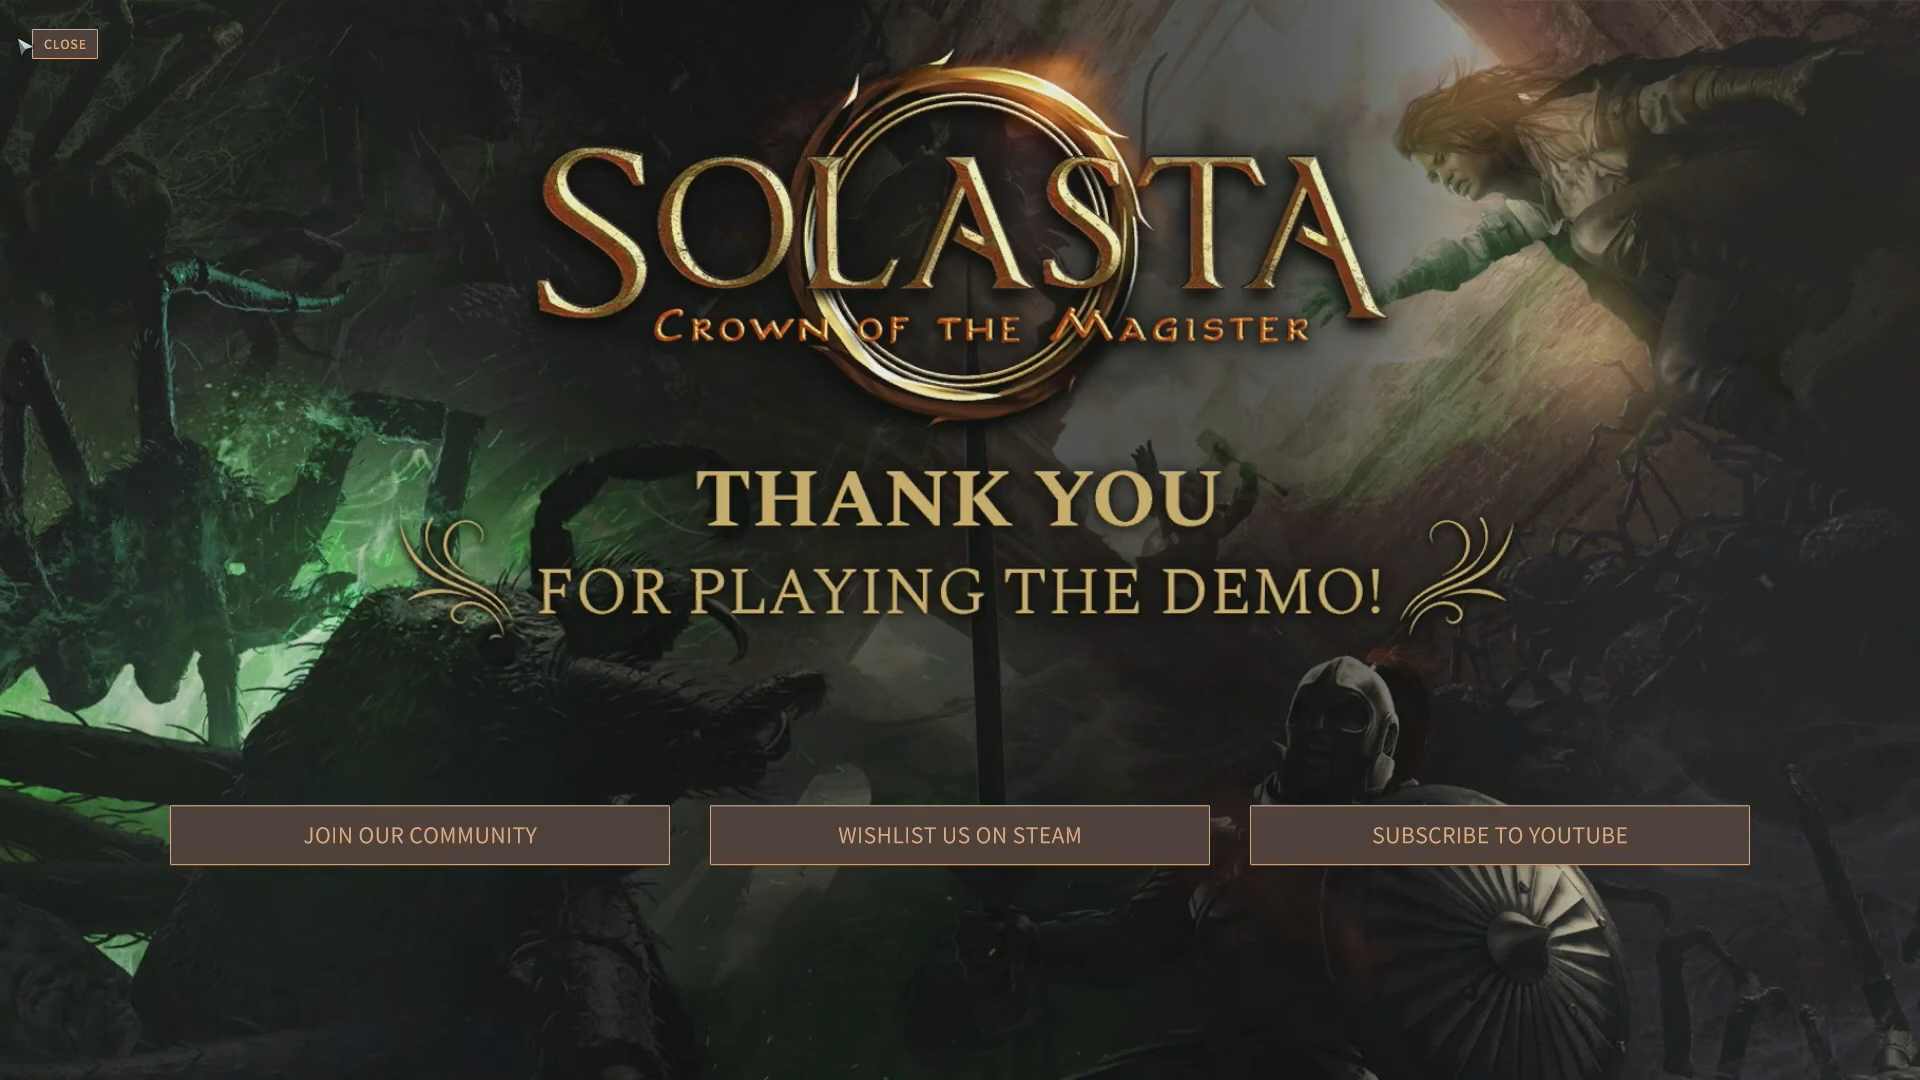 CLOSE
SOLASTA
CROWN OF THE MAGISTER
THANK YOU
FOR PLAYING THE DEMO!
JOIN OUR COMMUNITY
WISHLIST US ON STEAM
SUBSCRIBE TO YOUTUBE